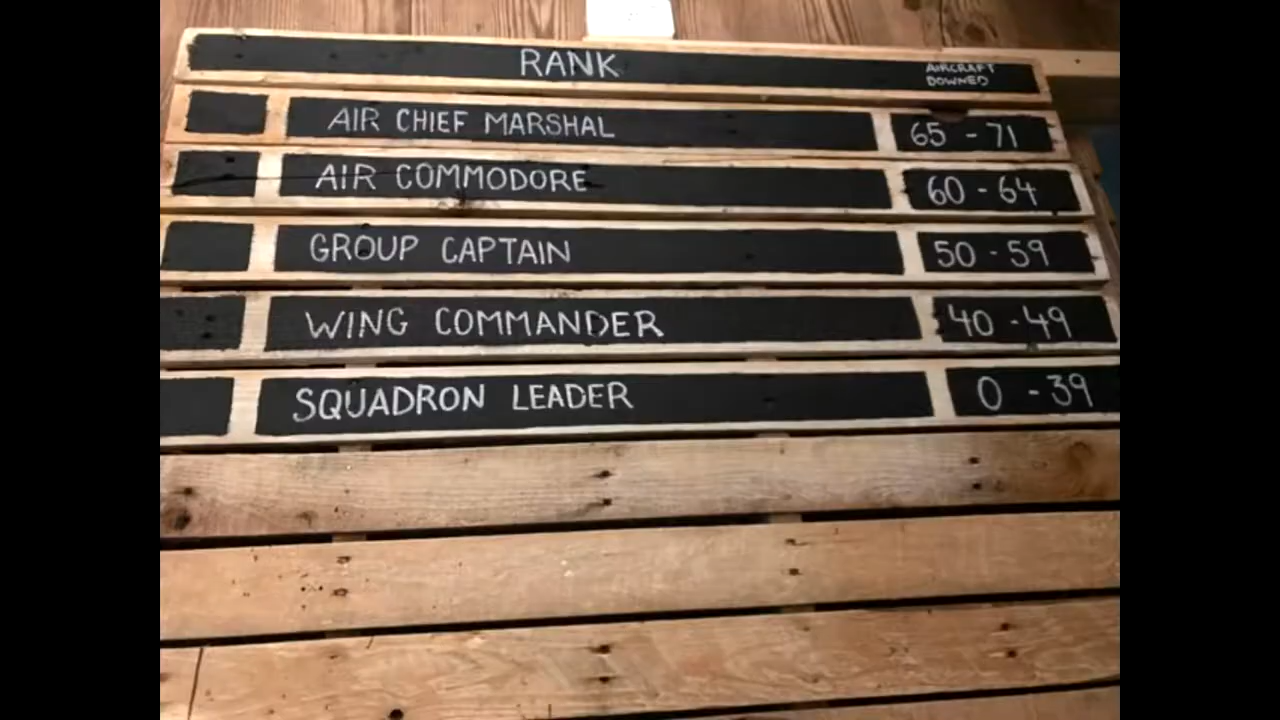 RANK AIRCRAFT DOWNED
AIR CHIEF MARSHAL 65 - 71
AIR COMMODORE 60 - 64
GROUP CAPTAIN 50 - 59
WING COMMANDER 40 - 49
SQUADRON LEADER 0 - 39